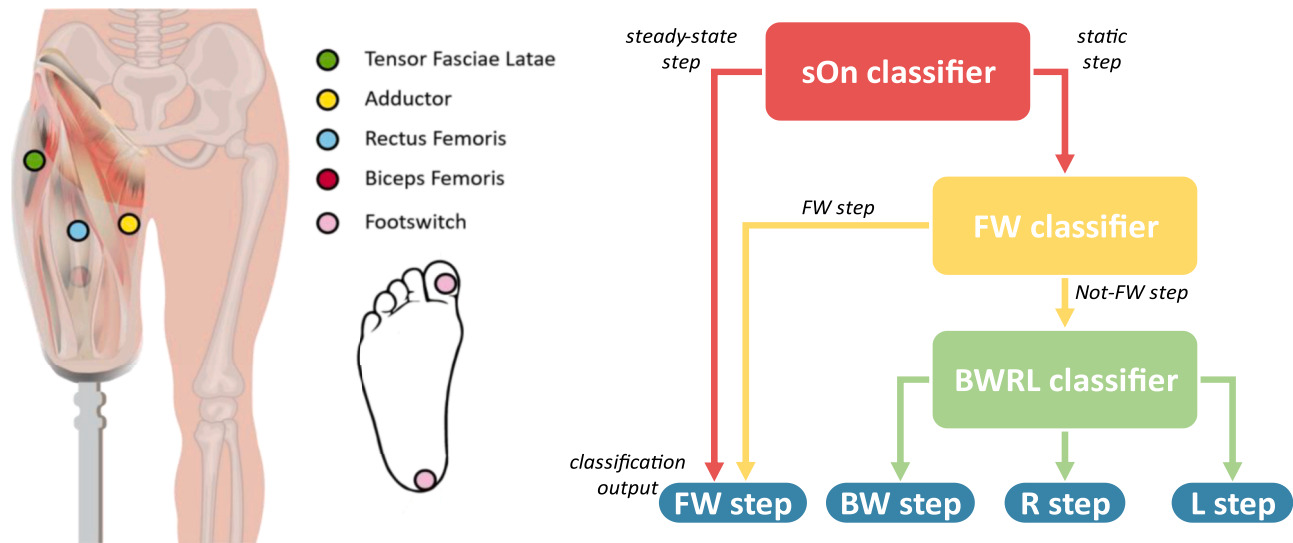 Tensor Fasciae Latae
Adductor
Rectus Femoris
Biceps Femoris
Footswitch
steady-state
step
sOn classifier
static
step
FW step
FW classifier
Not-FW step
BWRL classifier
classification
output
FW step
BW step
R step
L step